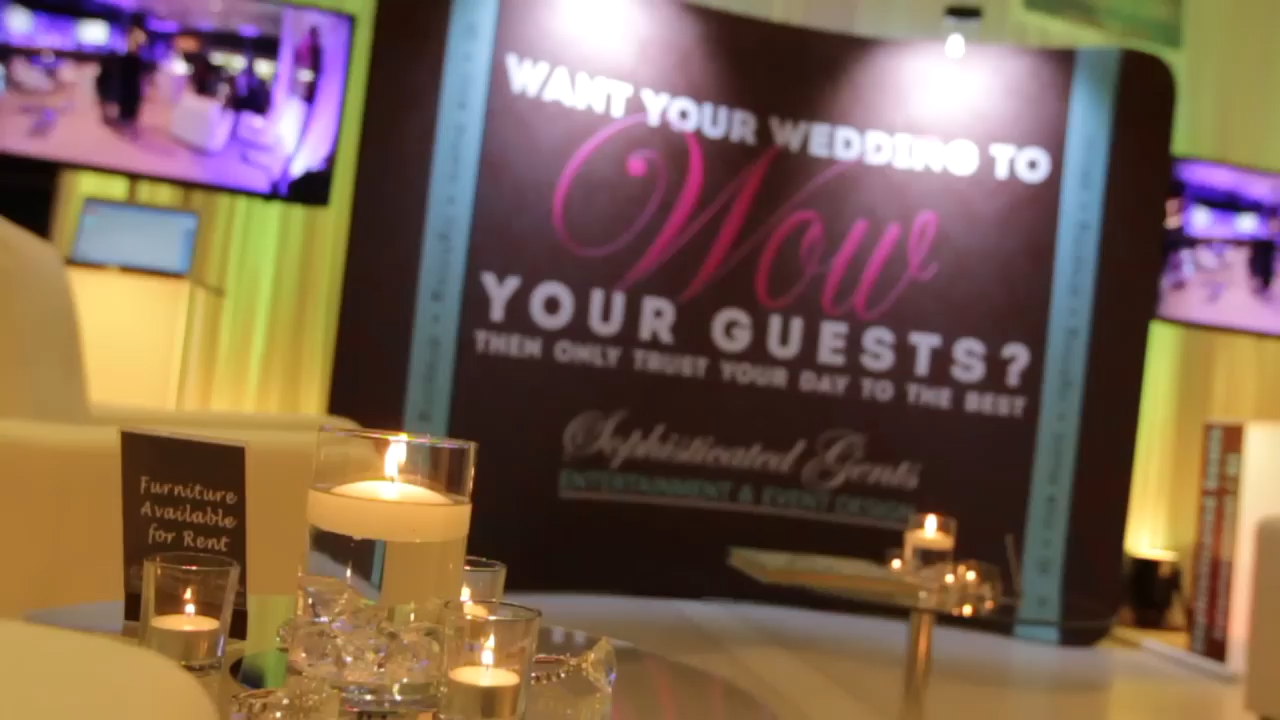 WANT YOUR WEDDING TO
Wow
YOUR GUESTS?
THEN ONLY TRUST YOUR DAY TO THE BEST
Sophisticated Gents
ENTERTAINMENT & EVENT DESIGN
Furniture
Available
for Rent